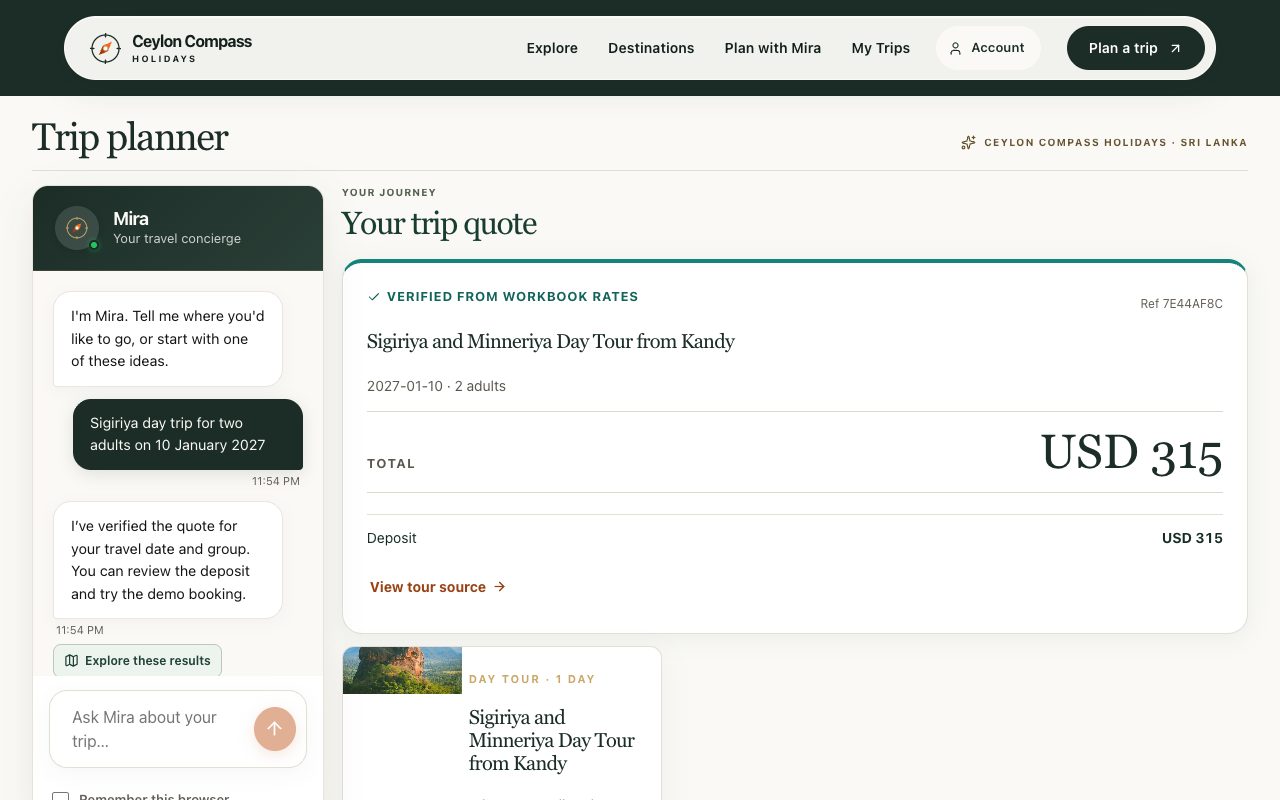 Ceylon Compass
HOLIDAYS
Explore
Destinations
Plan with Mira
My Trips
Account
Plan a trip
Trip planner
CEYLON COMPASS HOLIDAYS · SRI LANKA
Mira
Your travel concierge
I'm Mira. Tell me where you'd
like to go, or start with one
of these ideas.
Sigiriya day trip for two
adults on 10 January 2027
11:54 PM
I've verified the quote for
your travel date and group.
You can review the deposit
and try the demo booking.
11:54 PM
Explore these results
Ask Mira about your
trip...
Remember this browser
YOUR JOURNEY
Your trip quote
VERIFIED FROM WORKBOOK RATES
Ref 7E44AF8C
Sigiriya and Minneriya Day Tour from Kandy
2027-01-10 · 2 adults
TOTAL
USD 315
Deposit
USD 315
View tour source
DAY TOUR · 1 DAY
Sigiriya and
Minneriya Day Tour
from Kandy